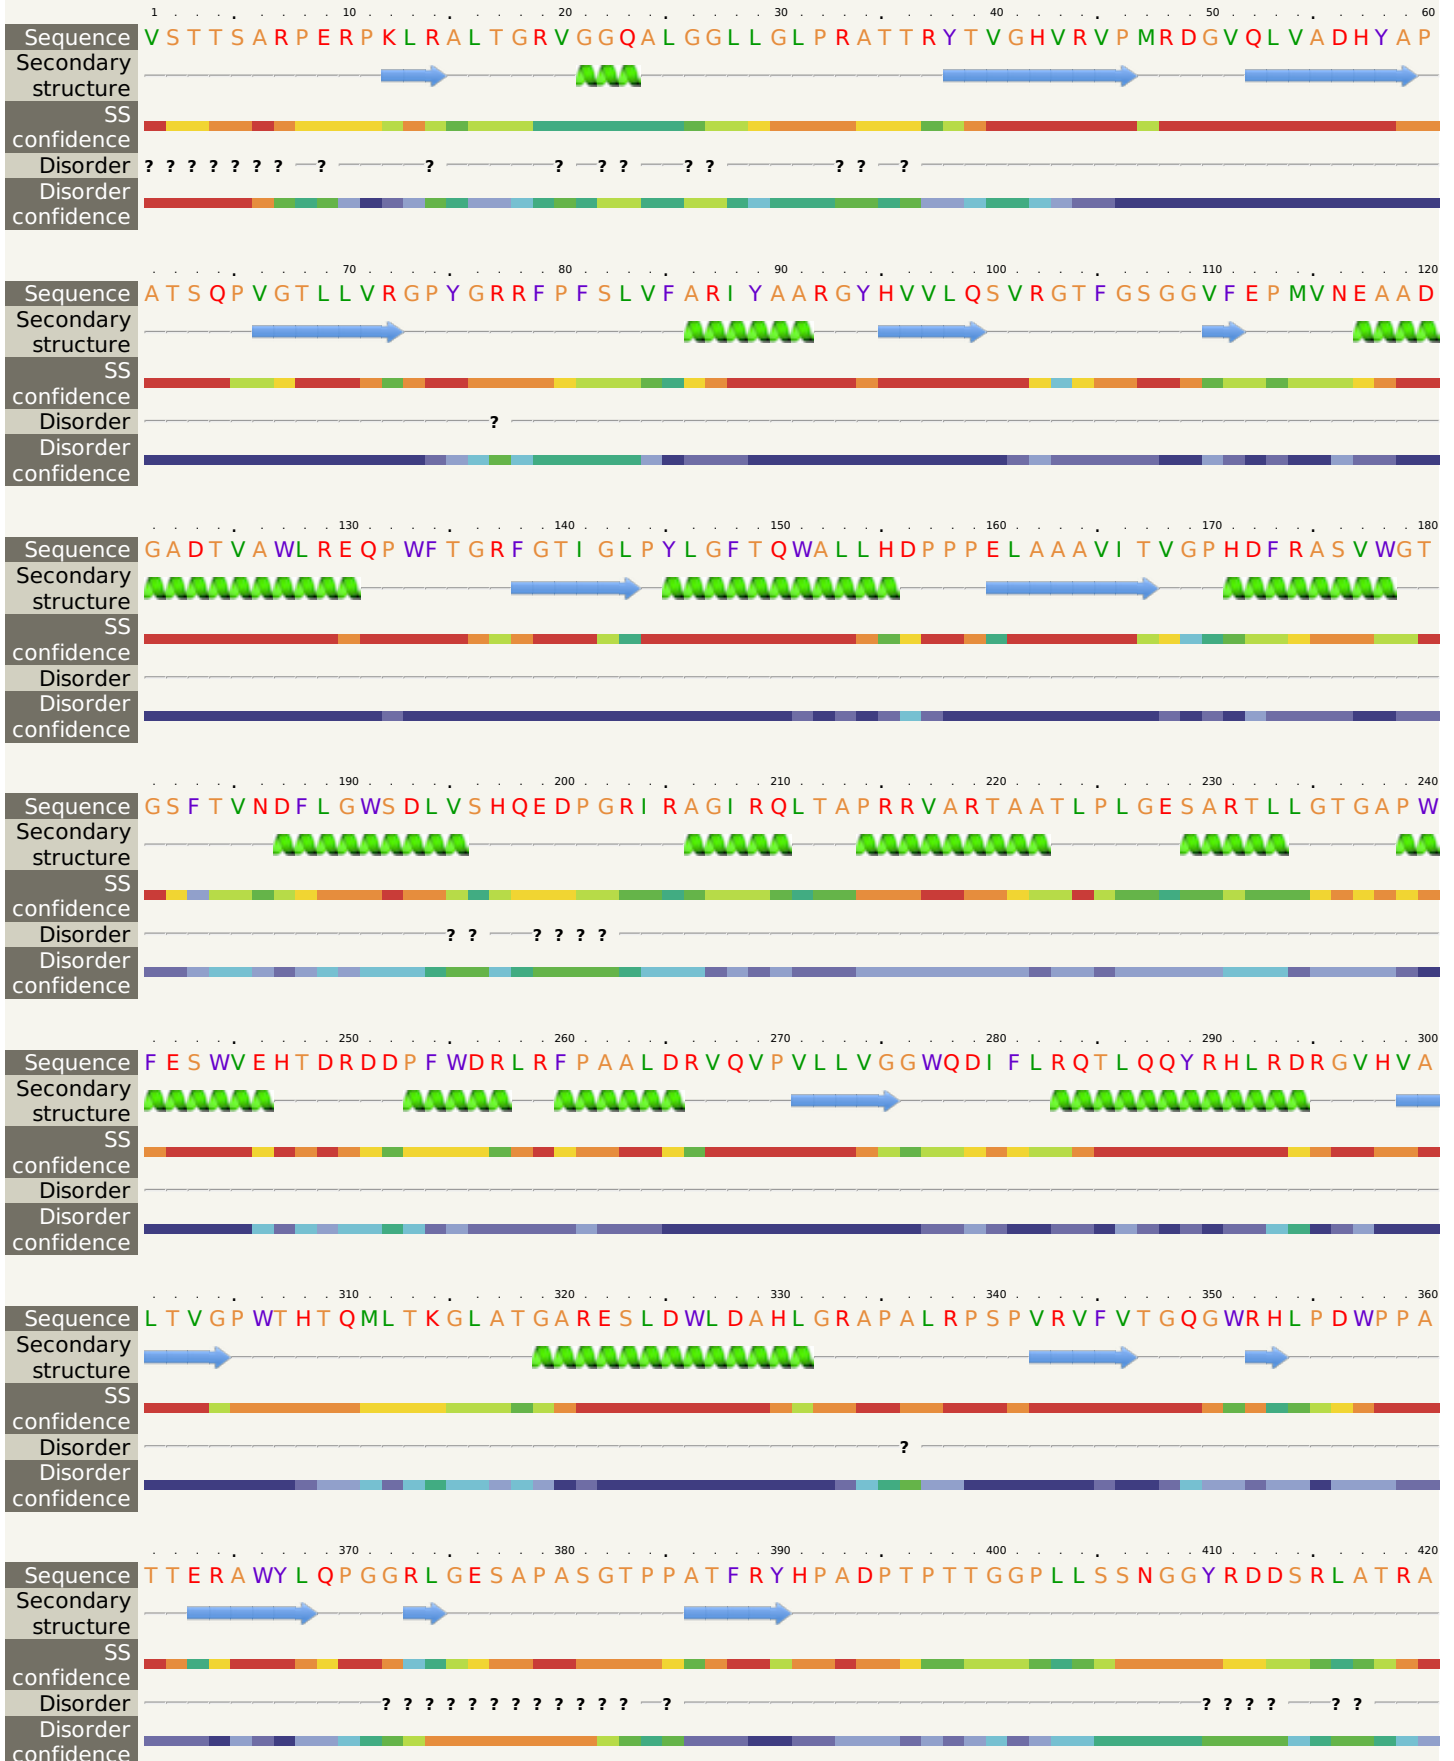 1 . . . . . . . . 10 . . . . . . . . . 20 . . . . . . . . . 30 . . . . . . . . . 40 . . . . . . . . . 50 . . . . . . . . . 60
Sequence VSTTSARPERPKLRALTGRVGGQALGGLLGLPRATTRYTVGHVRVPMRDGVQLVADHYAP
Secondary
structure
SS
confidence
Disorder ? ? ? ? ? ? ? ? ? ? ? ? ? ? ? ? ?
Disorder
confidence
. . . . . . . . . 70 . . . . . . . . . 80 . . . . . . . . . 90 . . . . . . . . . 100 . . . . . . . . . 110 . . . . . . . . . 120
Sequence ATSQPVGTLLVRGPYGRRFPFSLVFARIYAARGYHVVLQSVRGTFGSGGVFEPMVNEAAD
Secondary
structure
SS
confidence
Disorder ?
Disorder
confidence
. . . . . . . . . 130 . . . . . . . . . 140 . . . . . . . . . 150 . . . . . . . . . 160 . . . . . . . . . 170 . . . . . . . . . 180
Sequence GADTVAWLREQPWFTGRFGTIGLPYLGFTQWALLHDPPPELAAAVITVGPHDFRASVWGT
Secondary
structure
SS
confidence
Disorder
Disorder
confidence
. . . . . . . . . 190 . . . . . . . . . 200 . . . . . . . . . 210 . . . . . . . . . 220 . . . . . . . . . 230 . . . . . . . . . 240
Sequence GSFTVNDFLGWSDLVSHQEDPGRIRAGIRQLTAPRRVARTAATLPLGESARTLLGTGAPW
Secondary
structure
SS
confidence
Disorder ? ? ? ? ? ?
Disorder
confidence
. . . . . . . . . 250 . . . . . . . . . 260 . . . . . . . . . 270 . . . . . . . . . 280 . . . . . . . . . 290 . . . . . . . . . 300
Sequence FESWVEHTDRDDPFWDRLRFPAALDRVQVPVLLVGGWQDIFLRQTLQQYRHLRDRGVHVA
Secondary
structure
SS
confidence
Disorder
Disorder
confidence
. . . . . . . . . 310 . . . . . . . . . 320 . . . . . . . . . 330 . . . . . . . . . 340 . . . . . . . . . 350 . . . . . . . . . 360
Sequence LTVGPWTHTQMLTKGLATGARESLDWLDAHLGRAPALRPSPVRVFVTGQGWRHLPDWPPA
Secondary
structure
SS
confidence
Disorder ?
Disorder
confidence
. . . . . . . . . 370 . . . . . . . . . 380 . . . . . . . . . 390 . . . . . . . . . 400 . . . . . . . . . 410 . . . . . . . . . 420
Sequence TTERAWYLQPGGRLGESAPASGTPPATFRYHPADPTPTTGGPLLSSNGGYRDDSRLATRA
Secondary
structure
SS
confidence
Disorder ? ? ? ? ? ? ? ? ? ? ? ? ? ? ? ? ? ? ?
Disorder
confidence